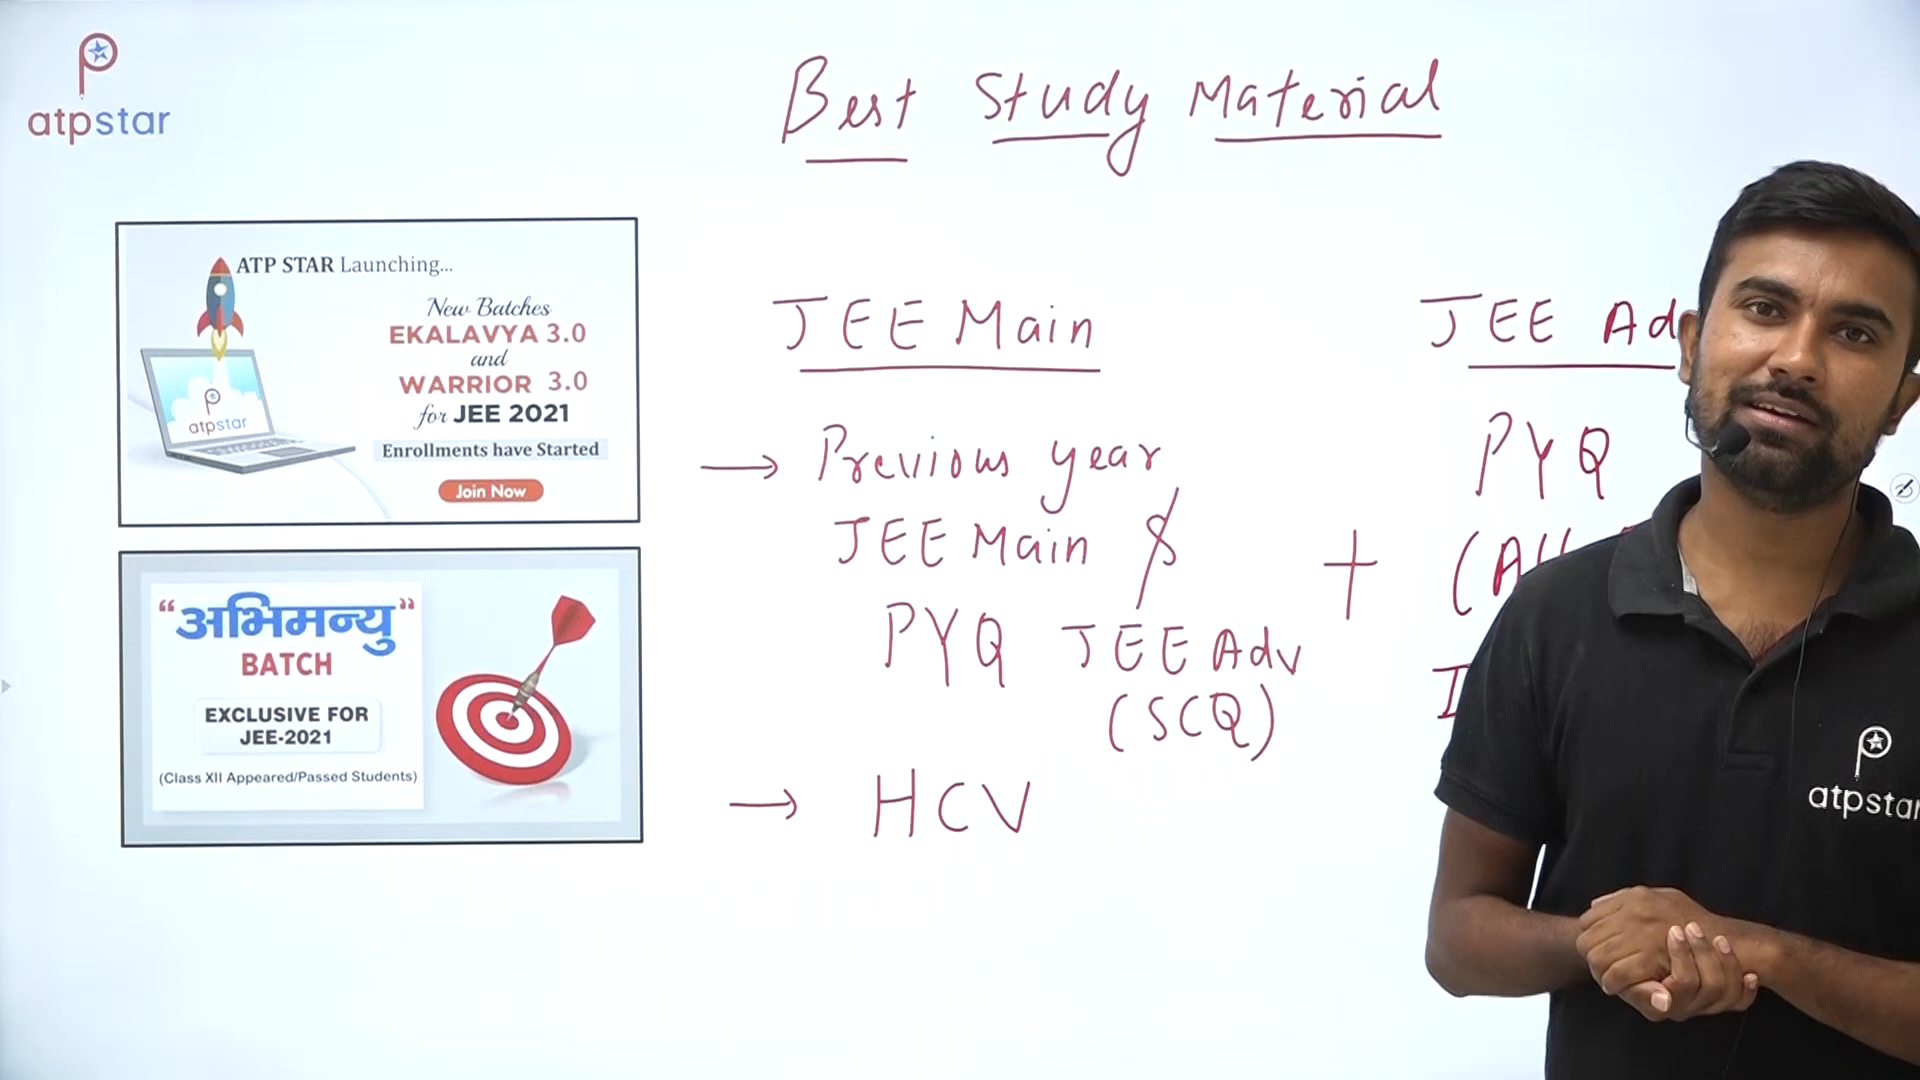 atpstar
Best Study Material
ATP STAR Launching...
New Batches
EKALAVYA 3.0
and
WARRIOR 3.0
for JEE 2021
Enrollments have Started
Join Now
atpstar
"अभिमन्यु"
BATCH
EXCLUSIVE FOR
JEE-2021
(Class XII Appeared/Passed Students)
JEE Main
→ Previous year
JEE Main &
PYQ JEE Adv
(SCQ)
→ HCV
+
JEE Ad
PYQ
(All
atpstar